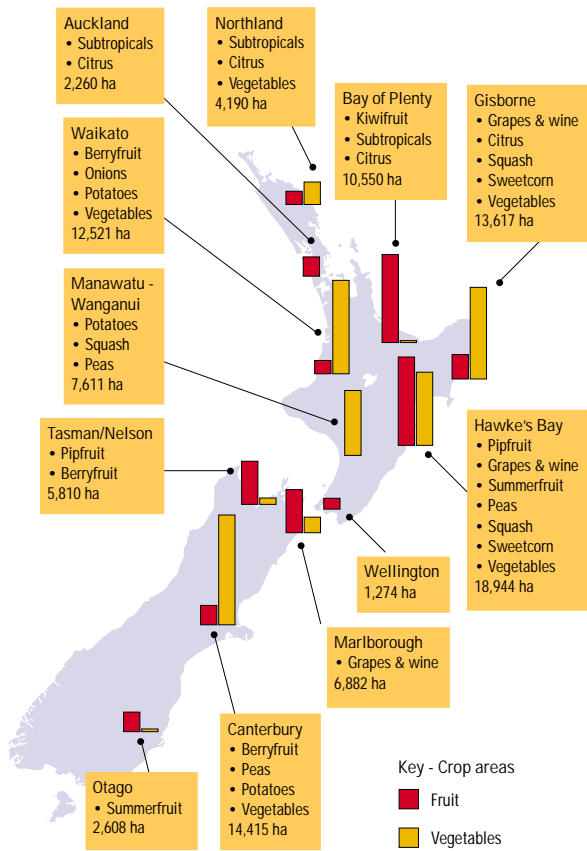 Auckland
• Subtropicals
• Citrus
2,260 ha
Northland
• Subtropicals
• Citrus
• Vegetables
4,190 ha
Bay of Plenty
• Kiwifruit
• Subtropicals
• Citrus
10,550 ha
Gisborne
• Grapes & wine
• Citrus
• Squash
• Sweetcorn
• Vegetables
13,617 ha
Waikato
• Berryfruit
• Onions
• Potatoes
• Vegetables
12,521 ha
Manawatu -
Wanganui
• Potatoes
• Squash
• Peas
7,611 ha
Tasman/Nelson
• Pipfruit
• Berryfruit
5,810 ha
Hawke's Bay
• Pipfruit
• Grapes & wine
• Summerfruit
• Peas
• Squash
• Sweetcorn
• Vegetables
18,944 ha
Wellington
1,274 ha
Marlborough
• Grapes & wine
6,882 ha
Canterbury
• Berryfruit
• Peas
• Potatoes
• Vegetables
14,415 ha
Otago
• Summerfruit
2,608 ha
Key - Crop areas
Fruit
Vegetables